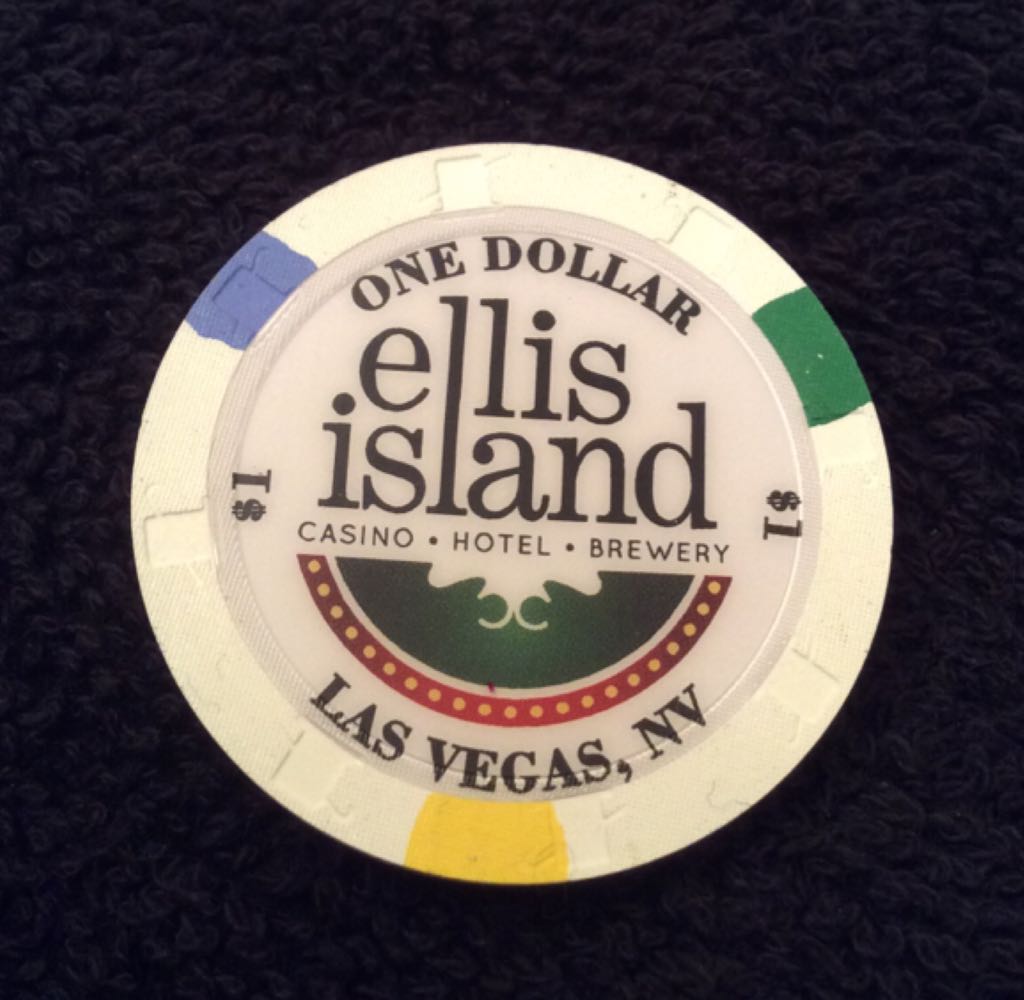 ONE DOLLAR
ellis
island
$1
$1
CASINO • HOTEL • BREWERY
LAS VEGAS, NV